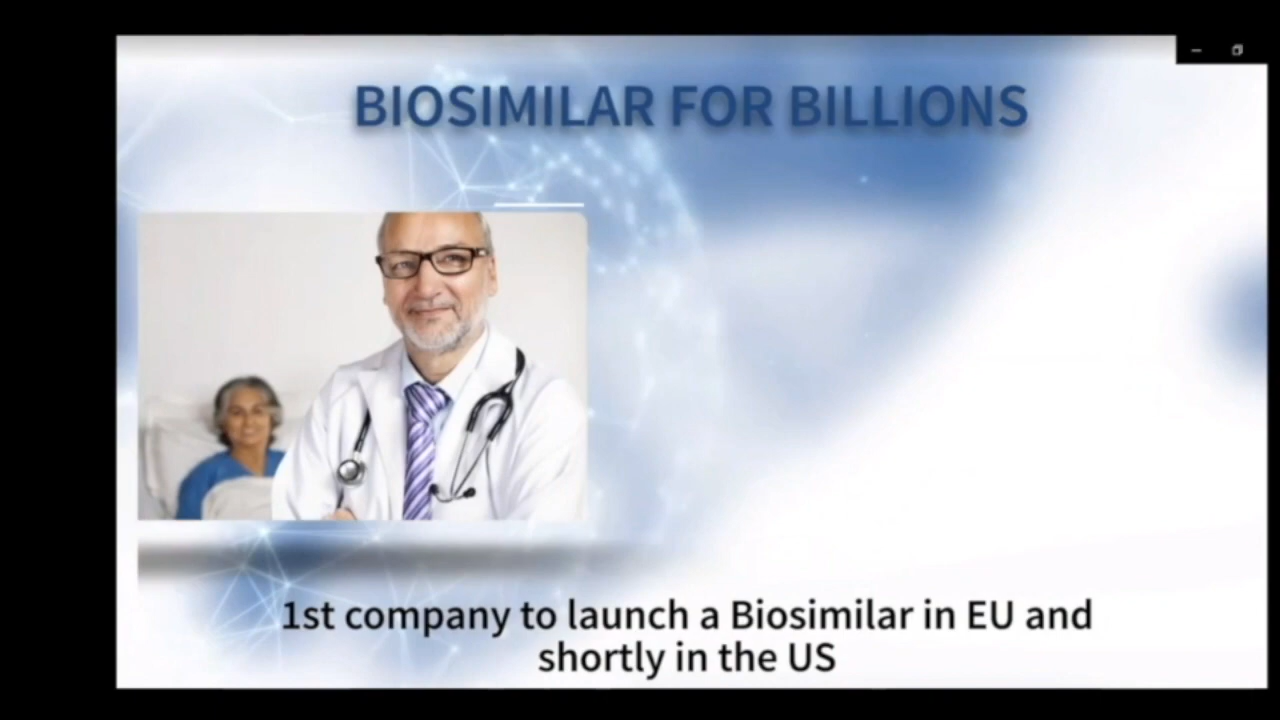 BIOSIMILAR FOR BILLIONS
1st company to launch a Biosimilar in EU and
shortly in the US